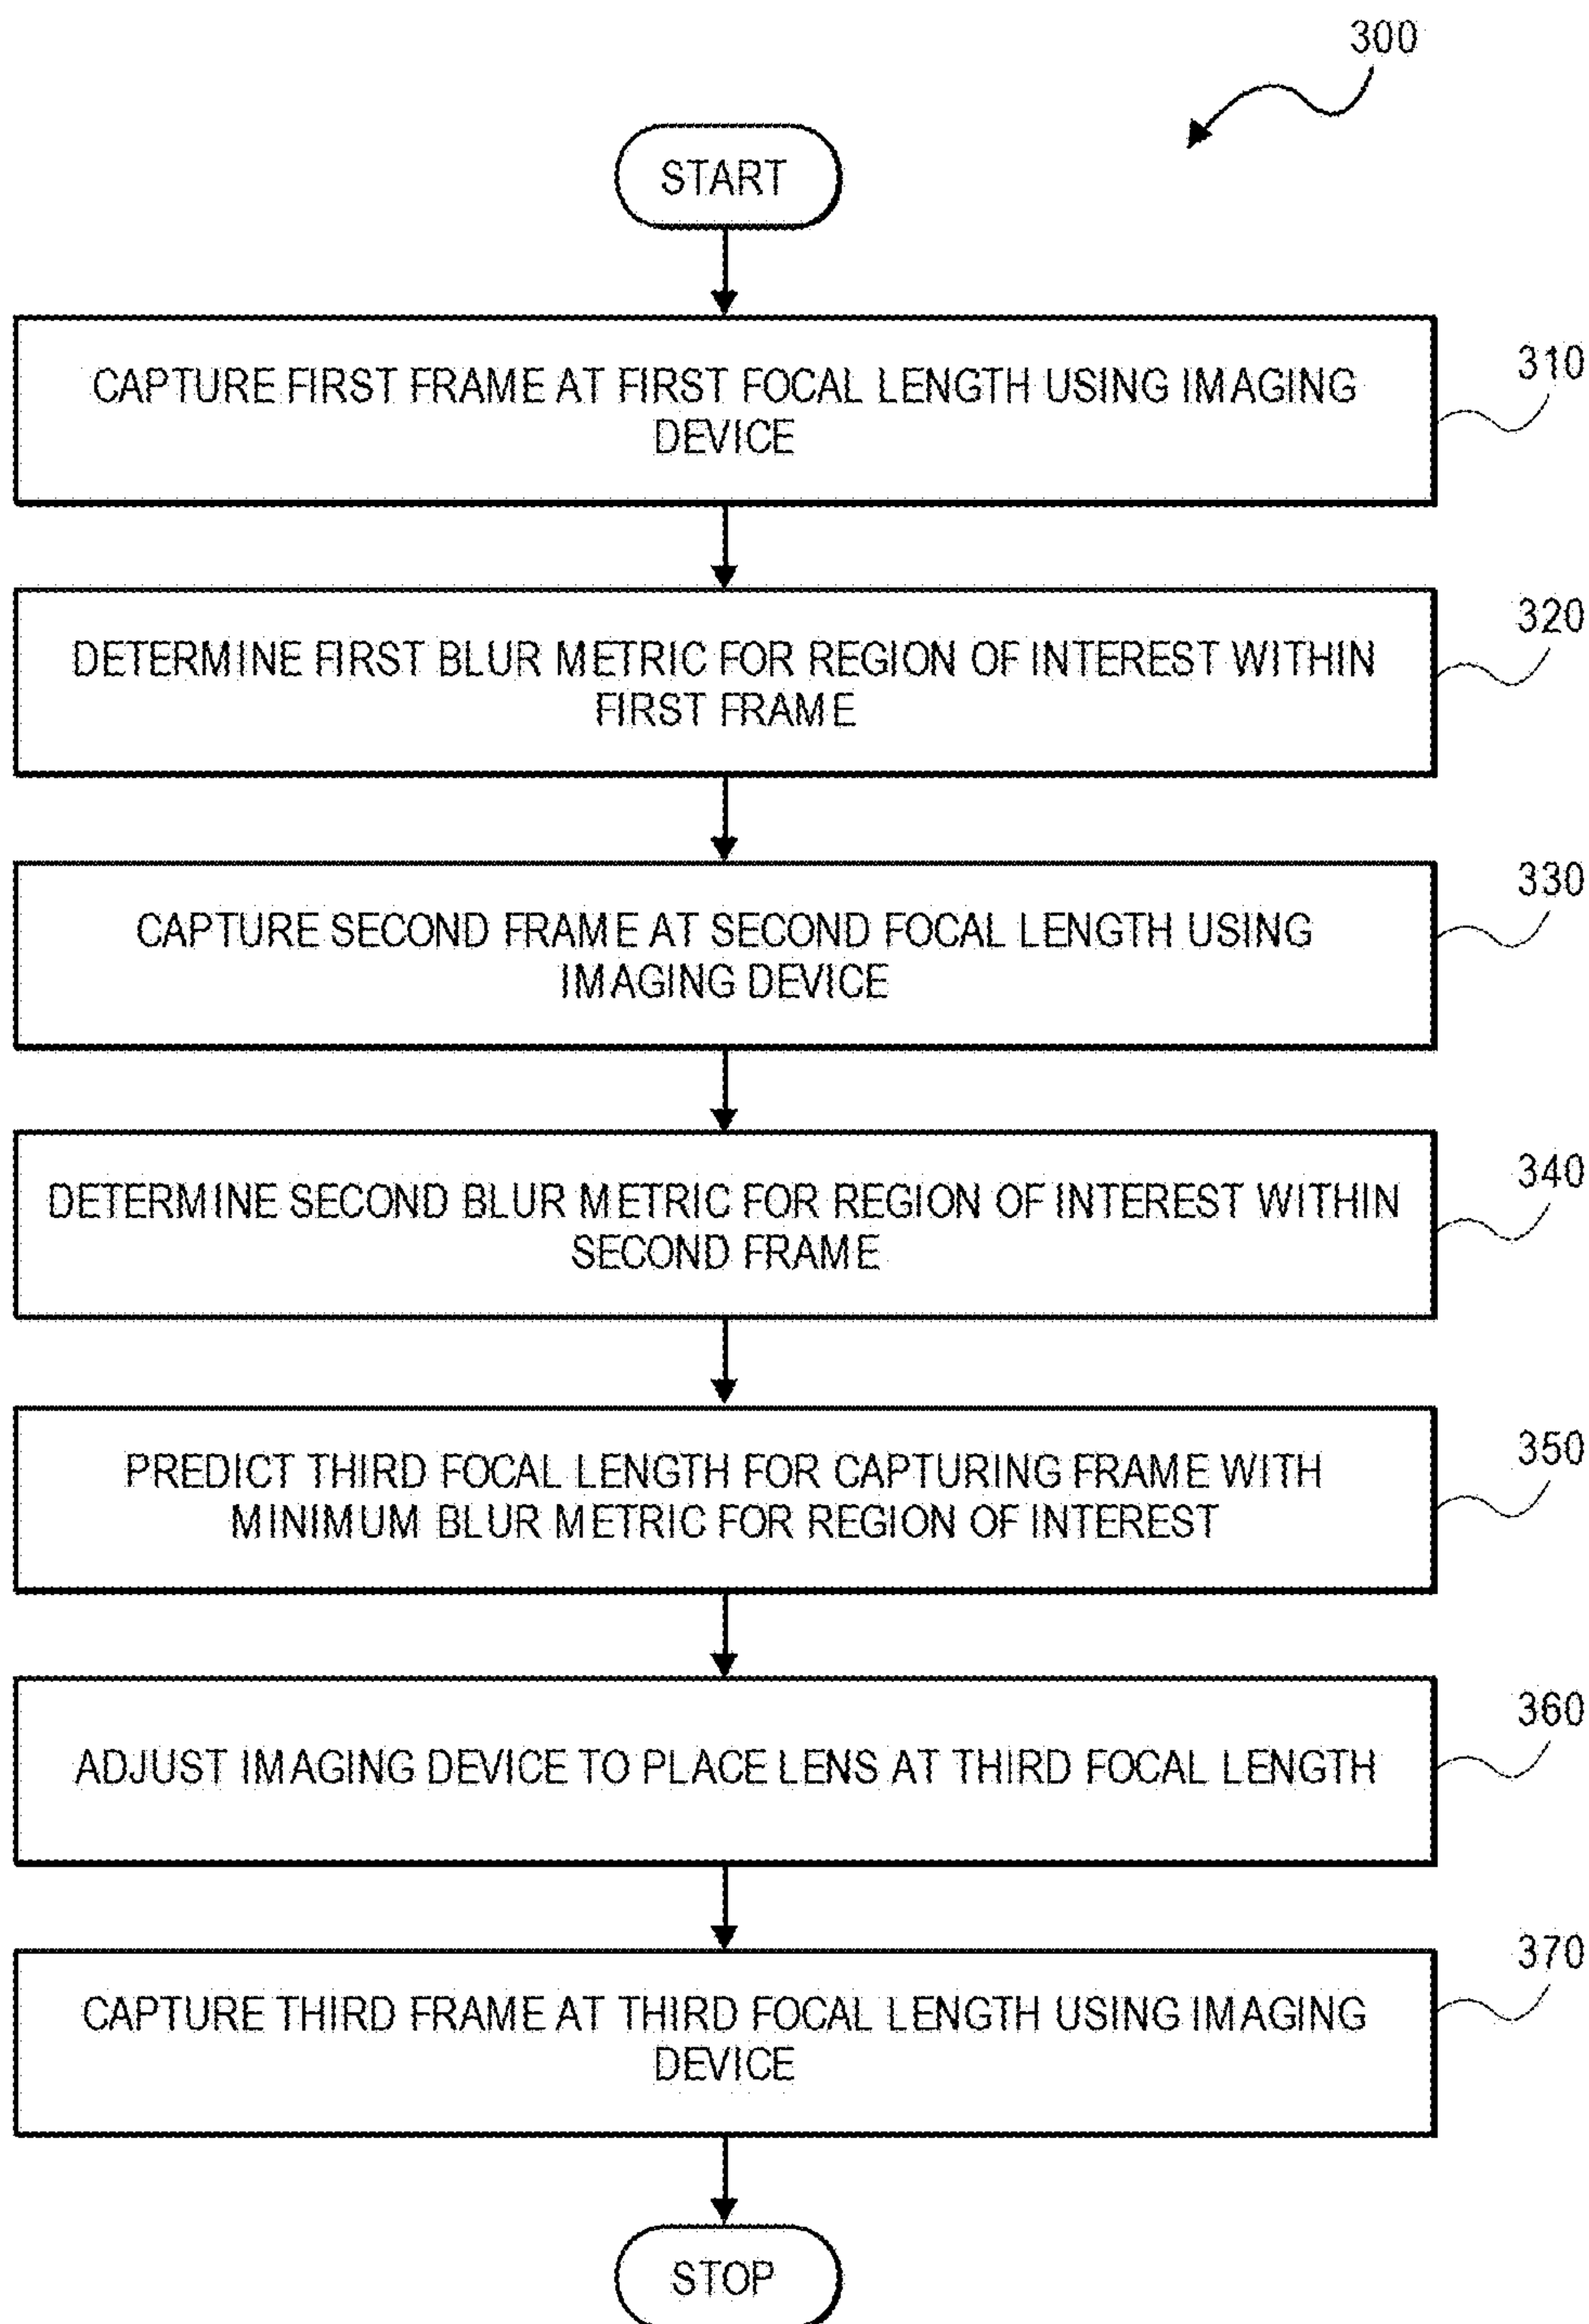 300
START
CAPTURE FIRST FRAME AT FIRST FOCAL LENGTH USING IMAGING
DEVICE
310
DETERMINE FIRST BLUR METRIC FOR REGION OF INTEREST WITHIN
FIRST FRAME
320
CAPTURE SECOND FRAME AT SECOND FOCAL LENGTH USING
IMAGING DEVICE
330
DETERMINE SECOND BLUR METRIC FOR REGION OF INTEREST WITHIN
SECOND FRAME
340
PREDICT THIRD FOCAL LENGTH FOR CAPTURING FRAME WITH
MINIMUM BLUR METRIC FOR REGION OF INTEREST
350
ADJUST IMAGING DEVICE TO PLACE LENS AT THIRD FOCAL LENGTH
360
CAPTURE THIRD FRAME AT THIRD FOCAL LENGTH USING IMAGING
DEVICE
370
STOP